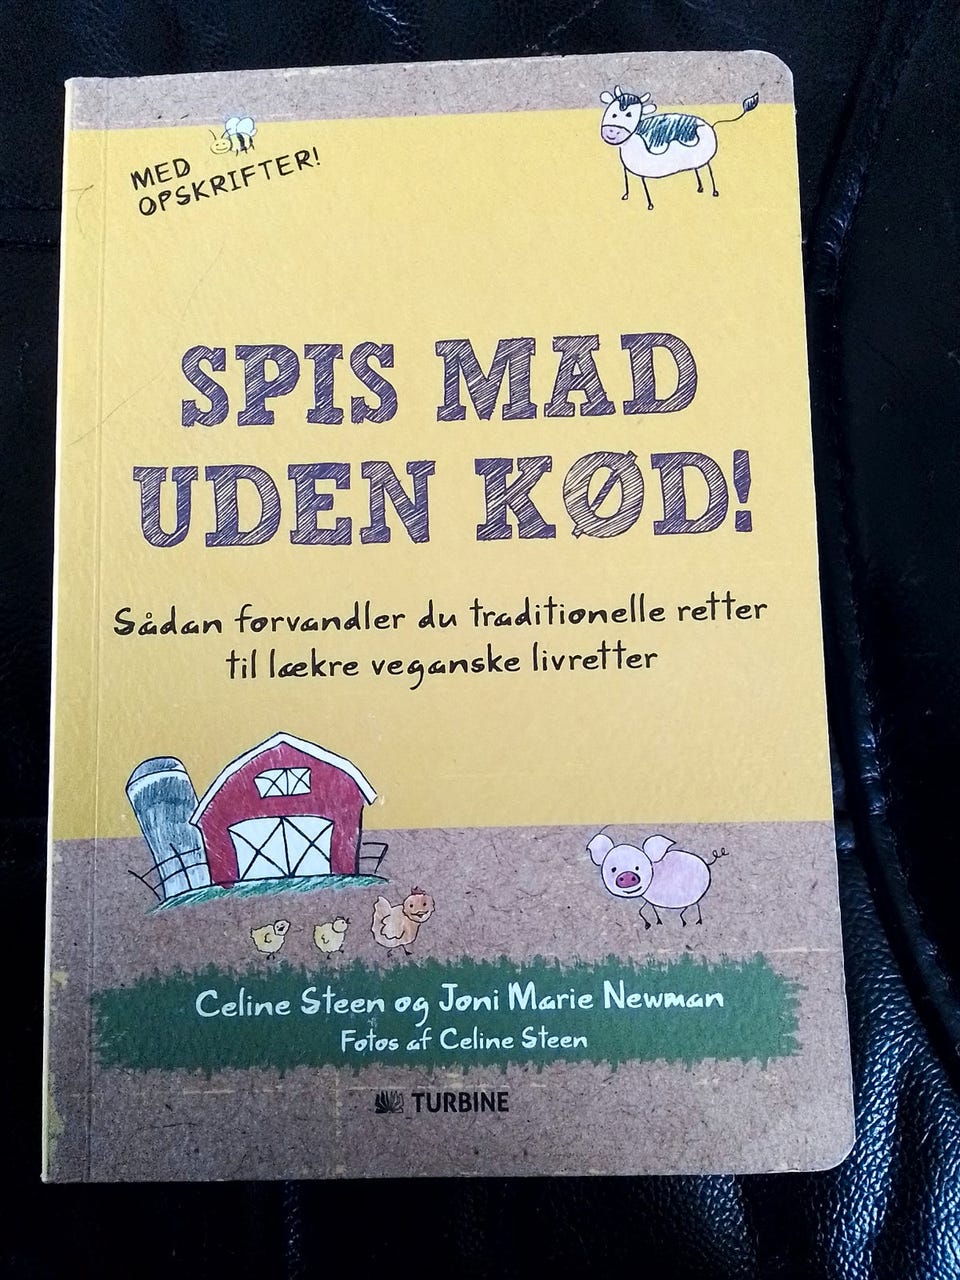 MED
OPSKRIFTER!
SPIS MAD
UDEN KØD!
Sådan forvandler du traditionelle retter
til lækre veganske livretter
Celine Steen og Joni Marie Newman
Fotos af Celine Steen
TURBINE